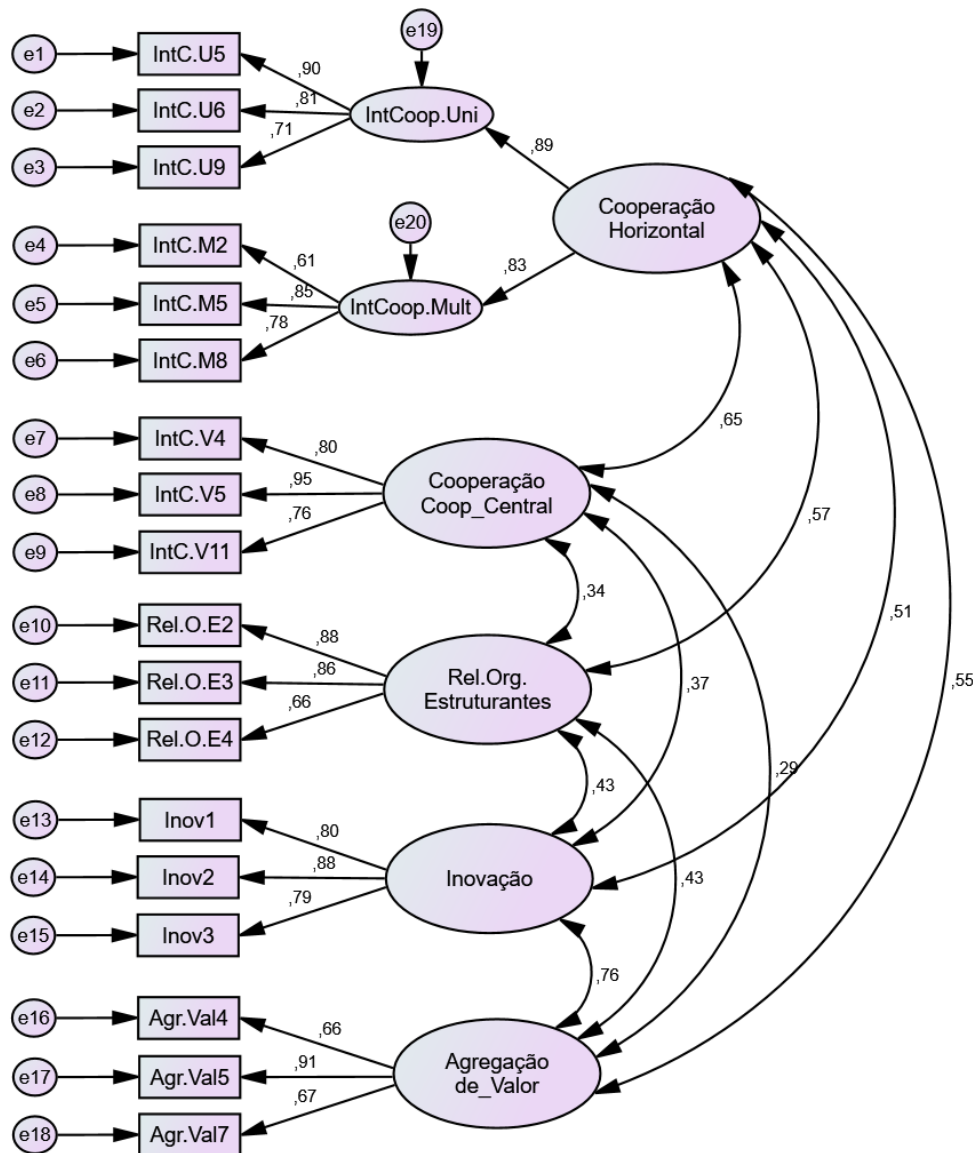 e19
e1
IntC.U5
,90
e2
IntC.U6
,81
IntCoop.Uni
,71
e3
IntC.U9
,89
e20
Cooperação
Horizontal
e4
IntC.M2
,61
,83
e5
IntC.M5
,85
IntCoop.Mult
,78
e6
IntC.M8
,65
e7
IntC.V4
,80
Cooperação
Coop_Central
e8
IntC.V5
,95
,57
e9
IntC.V11
,76
,34
,51
e10
Rel.O.E2
,88
e11
Rel.O.E3
,86
Rel.Org.
Estruturantes
,37
,55
e12
Rel.O.E4
,66
,29
,43
e13
Inov1
,80
e14
Inov2
,88
Inovação
,43
e15
Inov3
,79
,76
e16
Agr.Val4
,66
e17
Agr.Val5
,91
Agregação
de_Valor
,67
e18
Agr.Val7